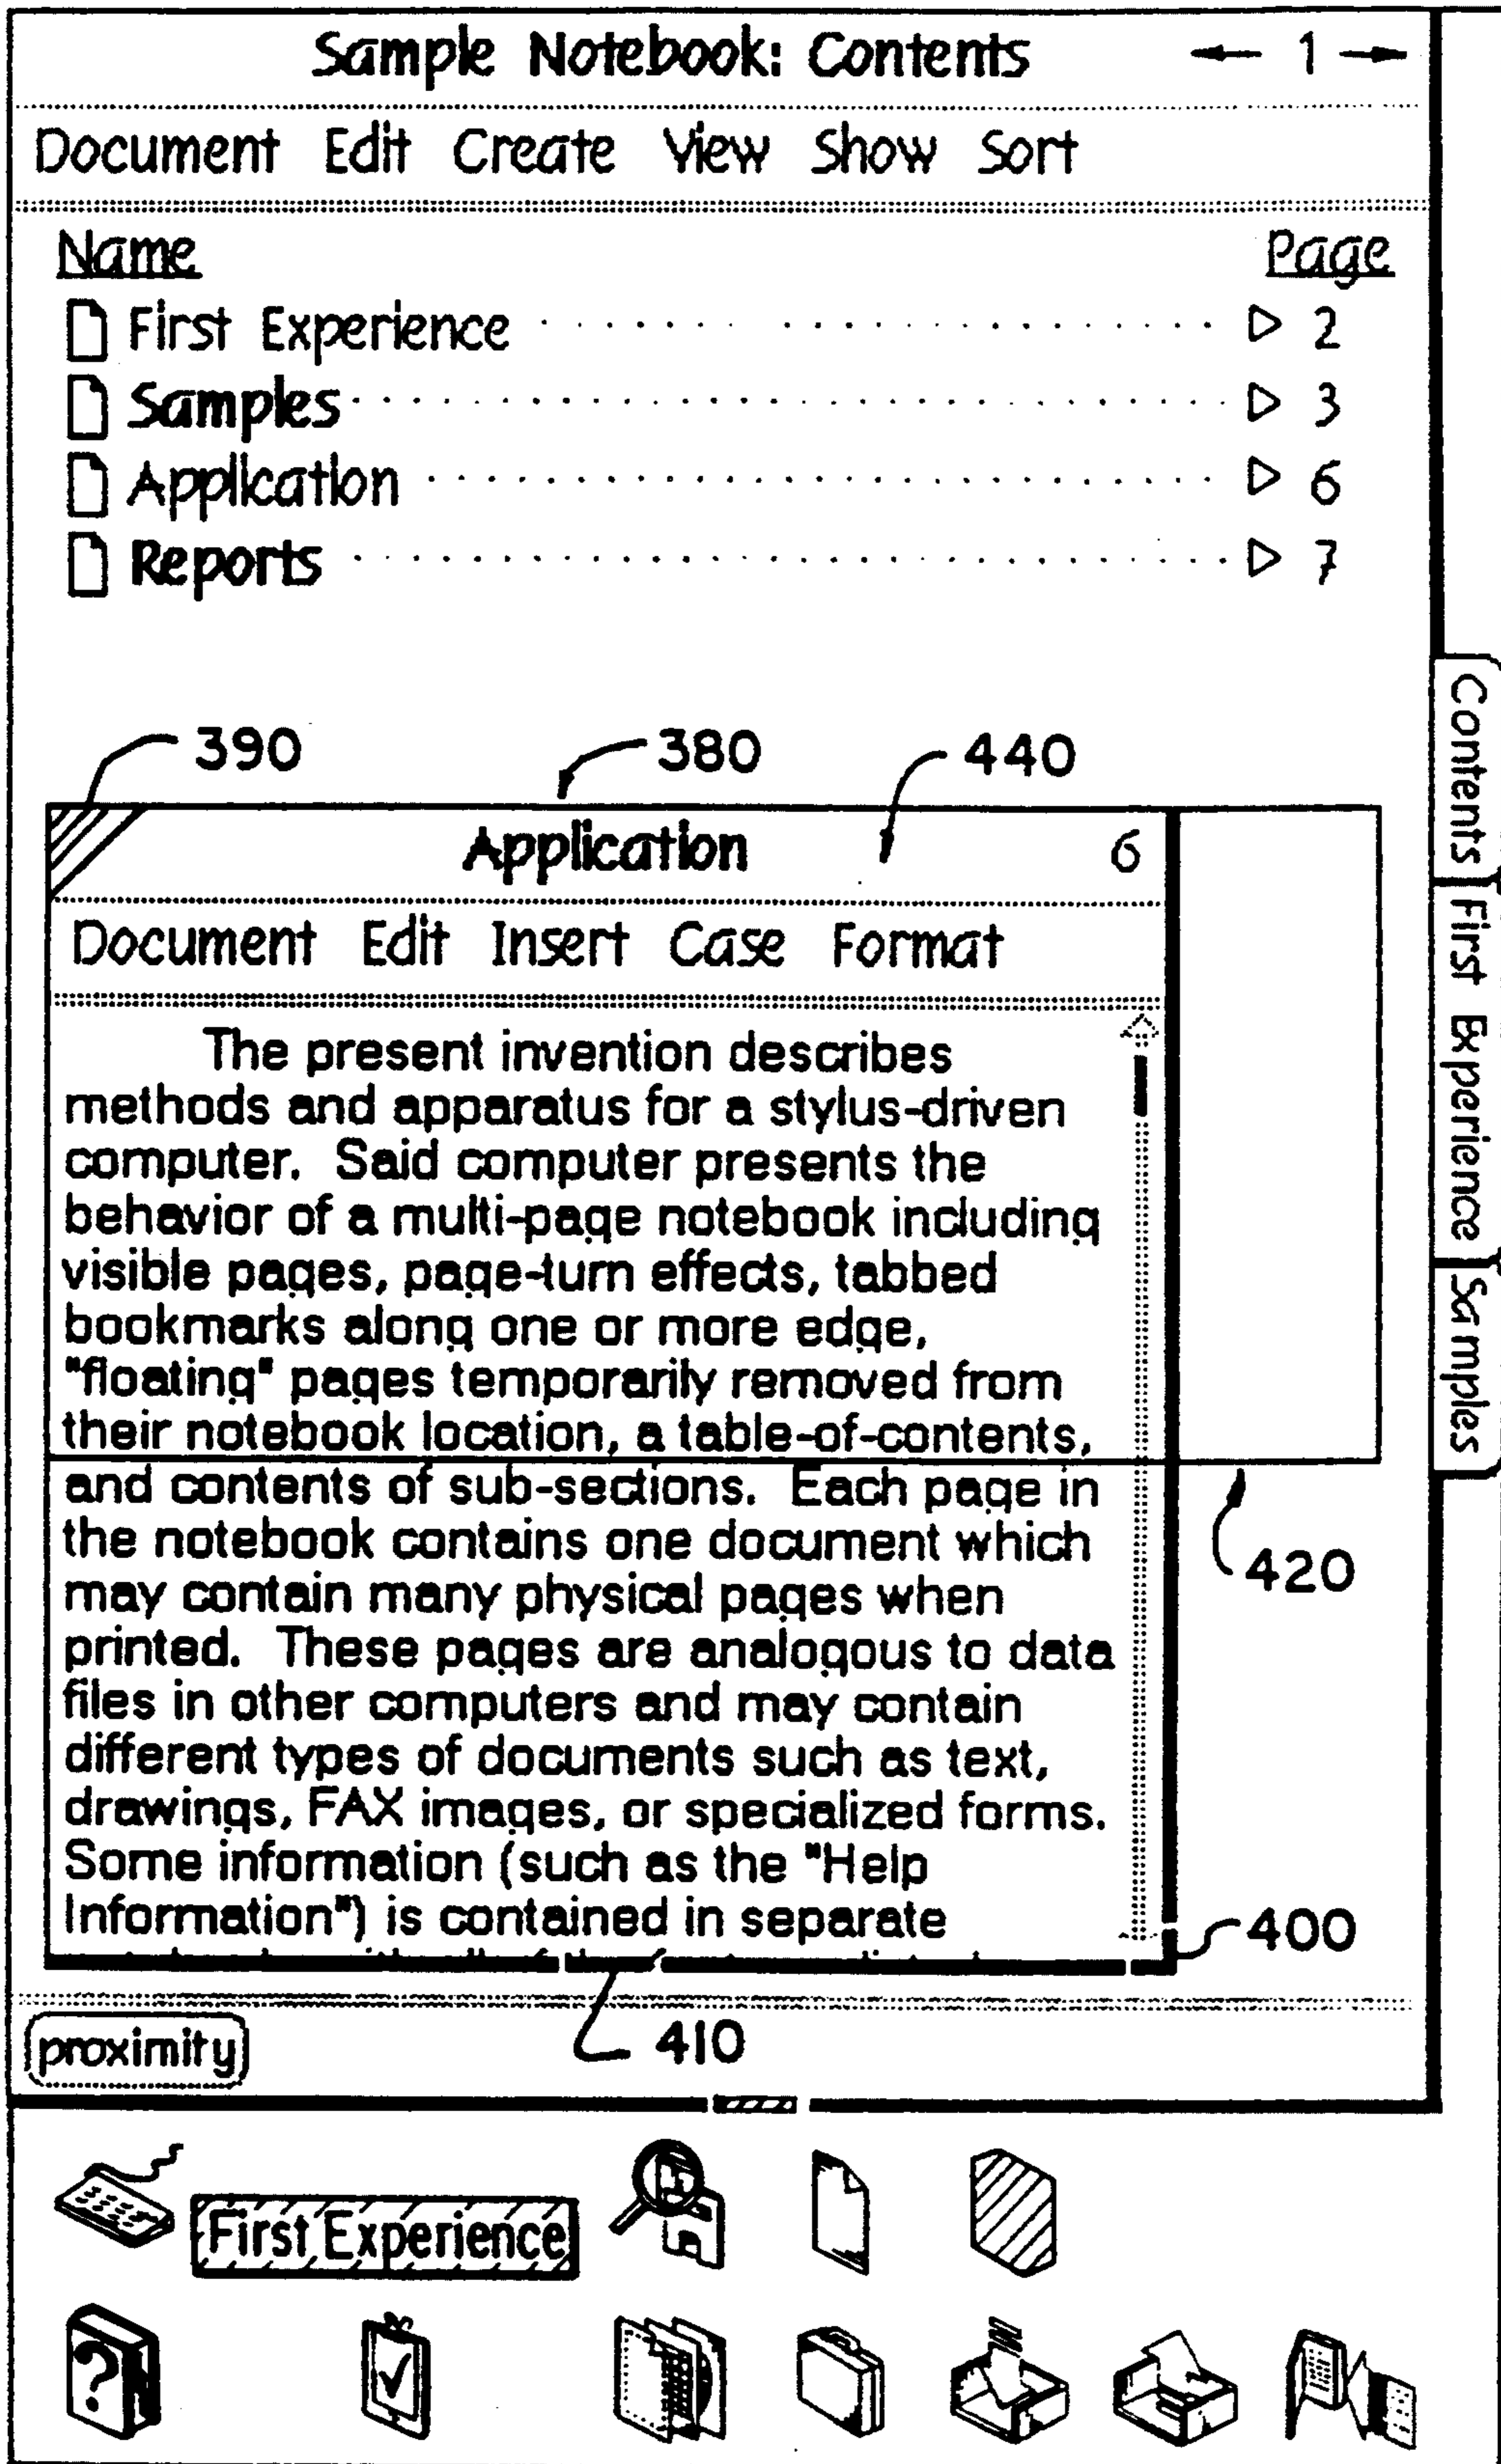 Sample Notebook: Contents ← 1 →
Document Edit Create View Show Sort
Name Page
First Experience 2
Samples 3
Application 6
Reports 7
390 380 440
Application 6
Document Edit Insert Case Format
The present invention describes
methods and apparatus for a stylus-driven
computer. Said computer presents the
behavior of a multi-page notebook including
visible pages, page-turn effects, tabbed
bookmarks along one or more edge,
"floating" pages temporarily removed from
their notebook location, a table-of-contents,
and contents of sub-sections. Each page in
the notebook contains one document which
may contain many physical pages when
printed. These pages are analogous to data
files in other computers and may contain
different types of documents such as text,
drawings, FAX images, or specialized forms.
Some information (such as the "Help
Information") is contained in separate
420
400
410
Contents
First Experience
Samples
proximity
First Experience
?